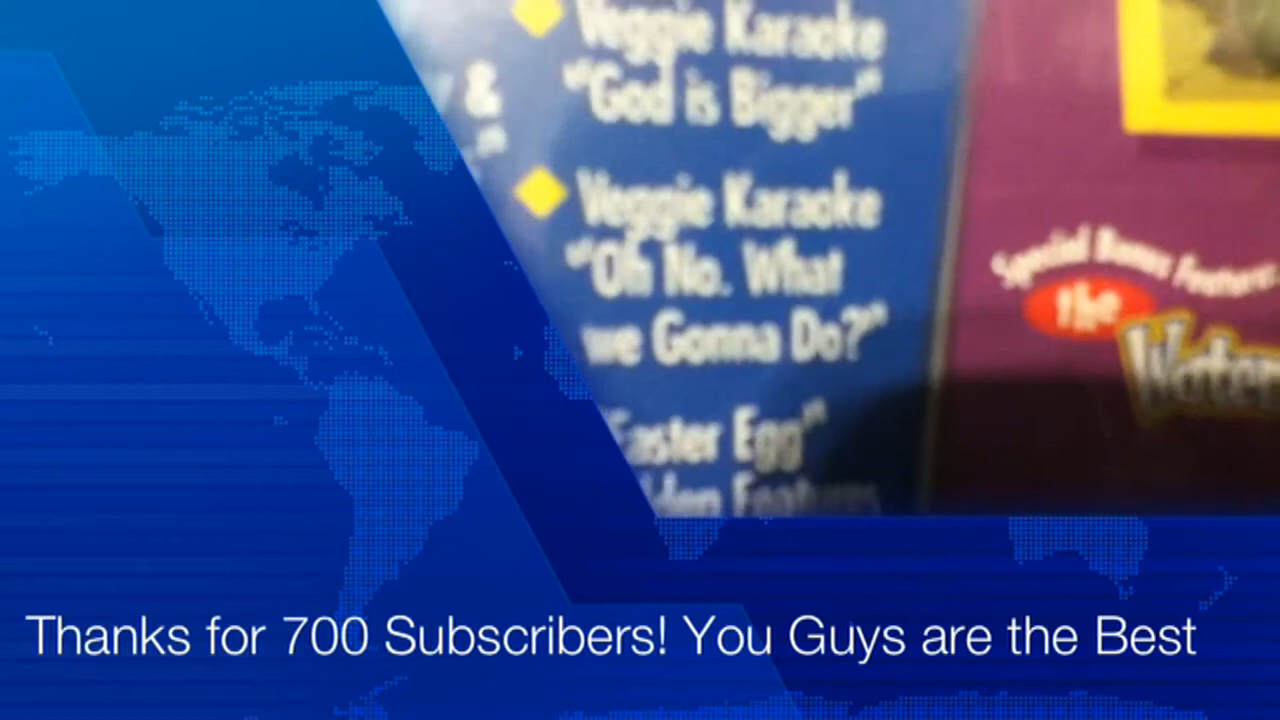 Veggie Karaoke
"God is Bigger"
&
"
Veggie Karaoke
"Oh No. What
we Gonna Do?"
"Easter Egg"
Features
Special Bonus Feature:
the
Thanks for 700 Subscribers! You Guys are the Best